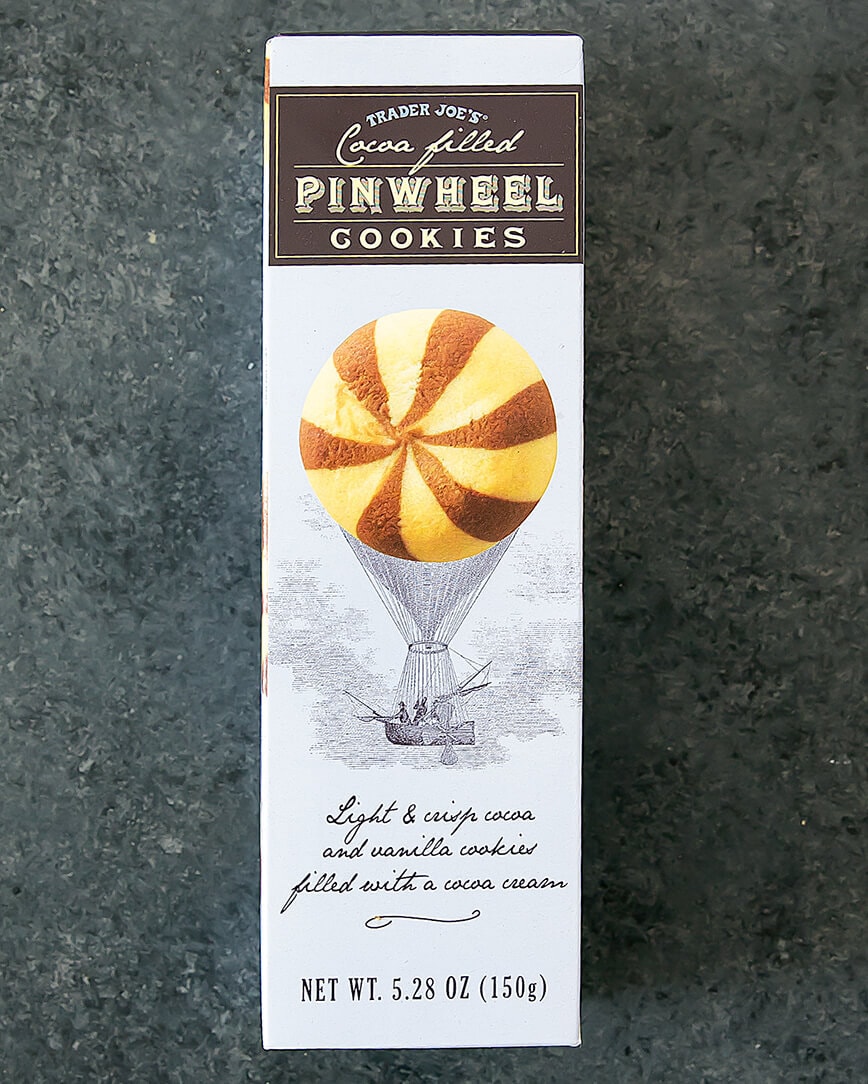 TRADER JOE'S®
Cocoa filled
PINWHEEL
COOKIES
Light & crisp cocoa
and vanilla cookies
filled with a cocoa cream
NET WT. 5.28 OZ (150g)